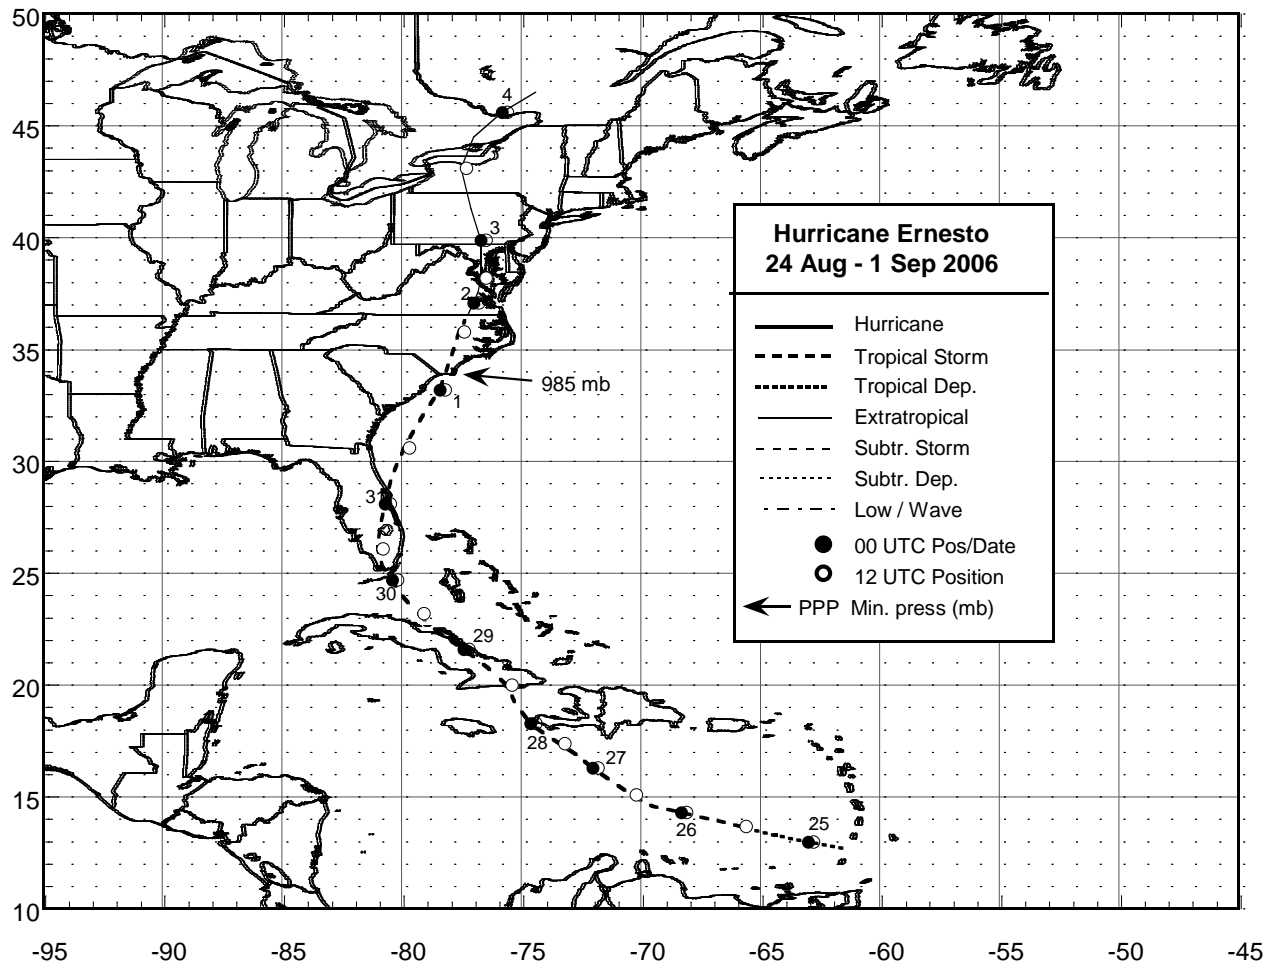 50
45
40
35
30
25
20
15
10
4
3
2
1
985 mb
31
30
29
28
27
26
25
Hurricane Ernesto
24 Aug - 1 Sep 2006
Hurricane
Tropical Storm
Tropical Dep.
Extratropical
Subtr. Storm
Subtr. Dep.
Low / Wave
00 UTC Pos/Date
12 UTC Position
PPP Min. press (mb)
-95 -90 -85 -80 -75 -70 -65 -60 -55 -50 -45